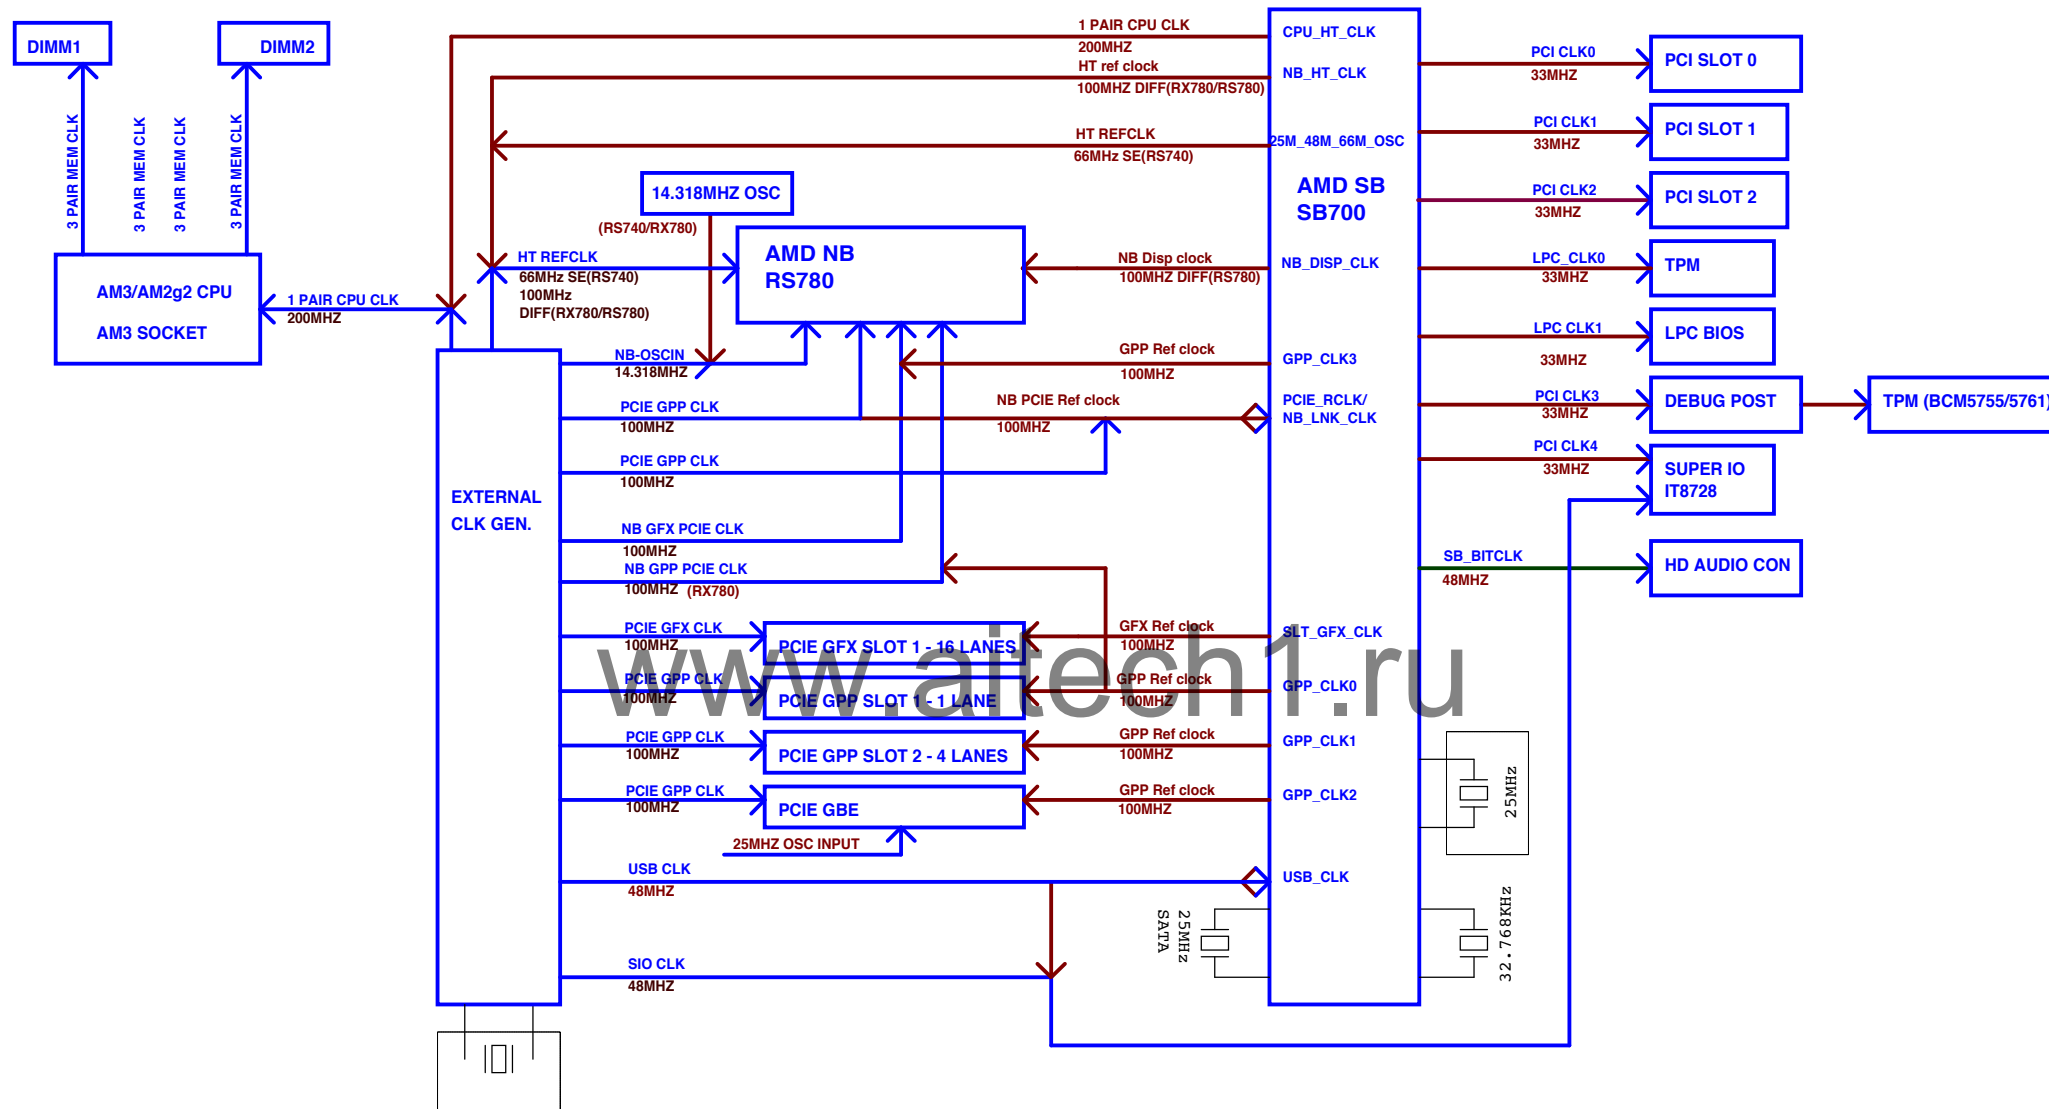 DIMM1
DIMM2
3 PAIR MEM CLK
3 PAIR MEM CLK
3 PAIR MEM CLK
3 PAIR MEM CLK
AM3/AM2g2 CPU
AM3 SOCKET
1 PAIR CPU CLK
200MHZ
1 PAIR CPU CLK
200MHZ
HT ref clock
100MHZ DIFF(RX780/RS780)
HT REFCLK
66MHz SE(RS740)
14.318MHZ OSC
(RS740/RX780)
HT REFCLK
66MHz SE(RS740)
100MHz
DIFF(RX780/RS780)
AMD NB
RS780
NB Disp clock
100MHZ DIFF(RS780)
NB-OSCIN
14.318MHZ
GPP Ref clock
100MHZ
PCIE GPP CLK
100MHZ
NB PCIE Ref clock
100MHZ
PCIE GPP CLK
100MHZ
EXTERNAL
CLK GEN.
NB GFX PCIE CLK
100MHZ
NB GPP PCIE CLK
100MHZ (RX780)
PCIE GFX CLK
100MHZ
PCIE GFX SLOT 1 - 16 LANES
GFX Ref clock
100MHZ
PCIE GPP CLK
100MHZ
PCIE GPP SLOT 1 - 1 LANE
GPP Ref clock
100MHZ
PCIE GPP CLK
100MHZ
PCIE GPP SLOT 2 - 4 LANES
GPP Ref clock
100MHZ
PCIE GPP CLK
100MHZ
PCIE GBE
GPP Ref clock
100MHZ
25MHZ OSC INPUT
USB CLK
48MHZ
SIO CLK
48MHZ
CPU_HT_CLK
NB_HT_CLK
25M_48M_66M_OSC
AMD SB
SB700
NB_DISP_CLK
GPP_CLK3
PCIE_RCLK/
NB_LNK_CLK
SLT_GFX_CLK
GPP_CLK0
GPP_CLK1
GPP_CLK2
USB_CLK
25MHz
SATA
25MHz
32.768KHz
PCI CLK0
33MHZ
PCI SLOT 0
PCI CLK1
33MHZ
PCI SLOT 1
PCI CLK2
33MHZ
PCI SLOT 2
LPC_CLK0
33MHZ
TPM
LPC CLK1
33MHZ
LPC BIOS
PCI CLK3
33MHZ
DEBUG POST
TPM (BCM5755/5761)
PCI CLK4
33MHZ
SUPER IO
IT8728
SB_BITCLK
48MHZ
HD AUDIO CON
www.aitech1.ru